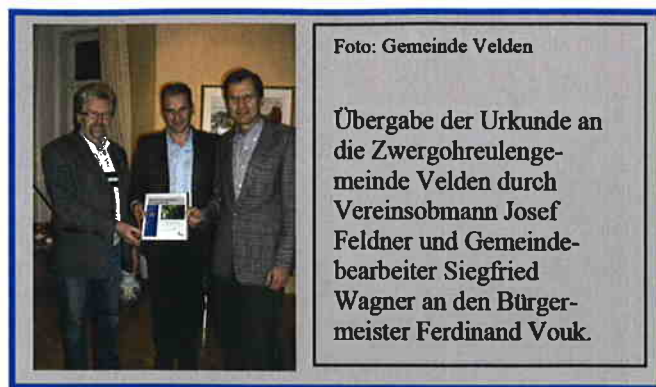 Foto: Gemeinde Velden
Übergabe der Urkunde an
die Zwergohreulenge-
meinde Velden durch
Vereinsobmann Josef
Feldner und Gemeinde-
bearbeiter Siegfried
Wagner an den Bürger-
meister Ferdinand Vouk.